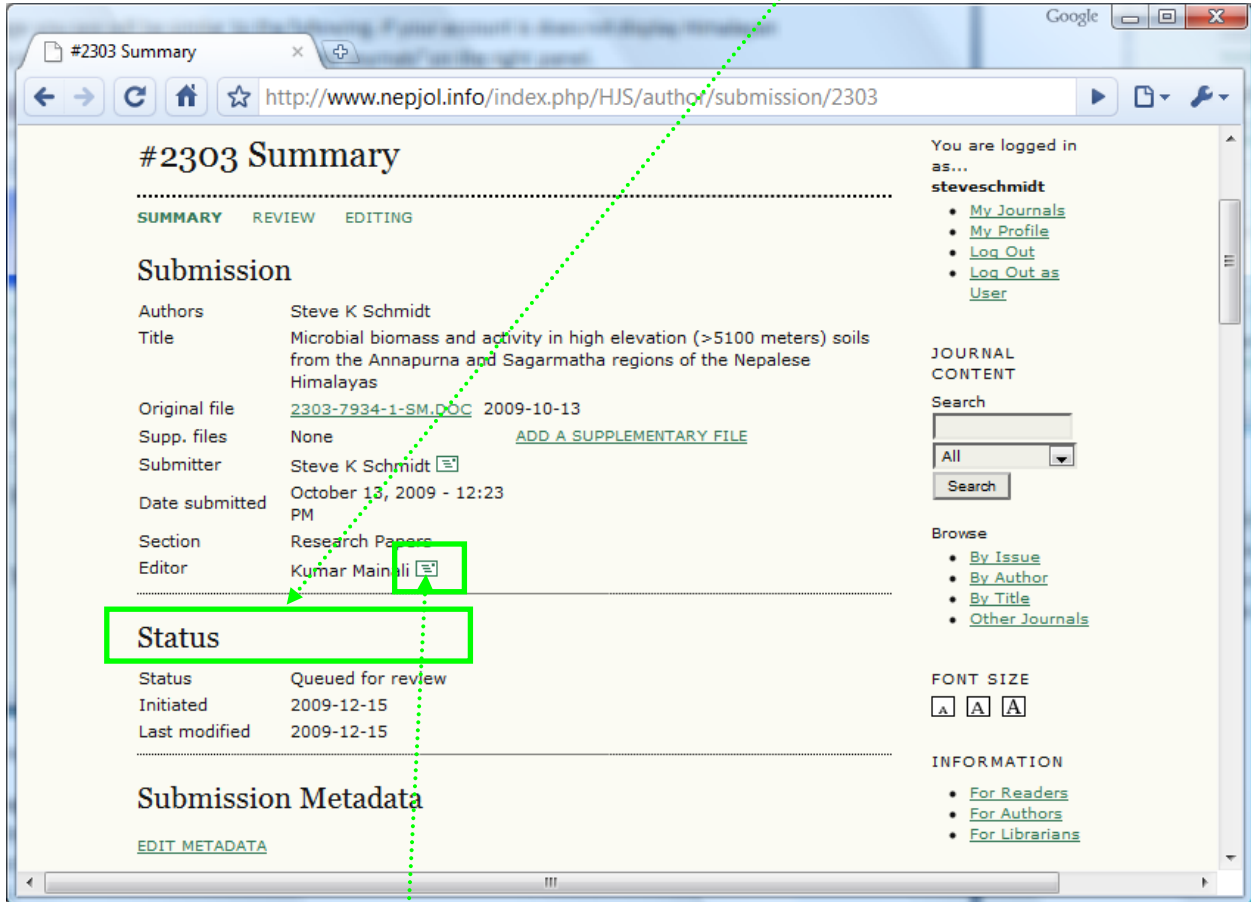 Google
#2303 Summary
http://www.nepjol.info/index.php/HJS/author/submission/2303
#2303 Summary
SUMMARY REVIEW EDITING
Submission
Authors Steve K Schmidt
Title Microbial biomass and activity in high elevation (>5100 meters) soils
from the Annapurna and Sagarmatha regions of the Nepalese
Himalayas
Original file 2303-7934-1-SM.DOC 2009-10-13
Supp. files None ADD A SUPPLEMENTARY FILE
Submitter Steve K Schmidt
Date submitted October 13, 2009 - 12:23
PM
Section Research Papers
Editor Kumar Mainali
Status
Status Queued for review
Initiated 2009-12-15
Last modified 2009-12-15
Submission Metadata
EDIT METADATA
You are logged in
as...
steveschmidt
My Journals
My Profile
Log Out
Log Out as
User
JOURNAL
CONTENT
Search
All
Search
Browse
By Issue
By Author
By Title
Other Journals
FONT SIZE
A A A
INFORMATION
For Readers
For Authors
For Librarians